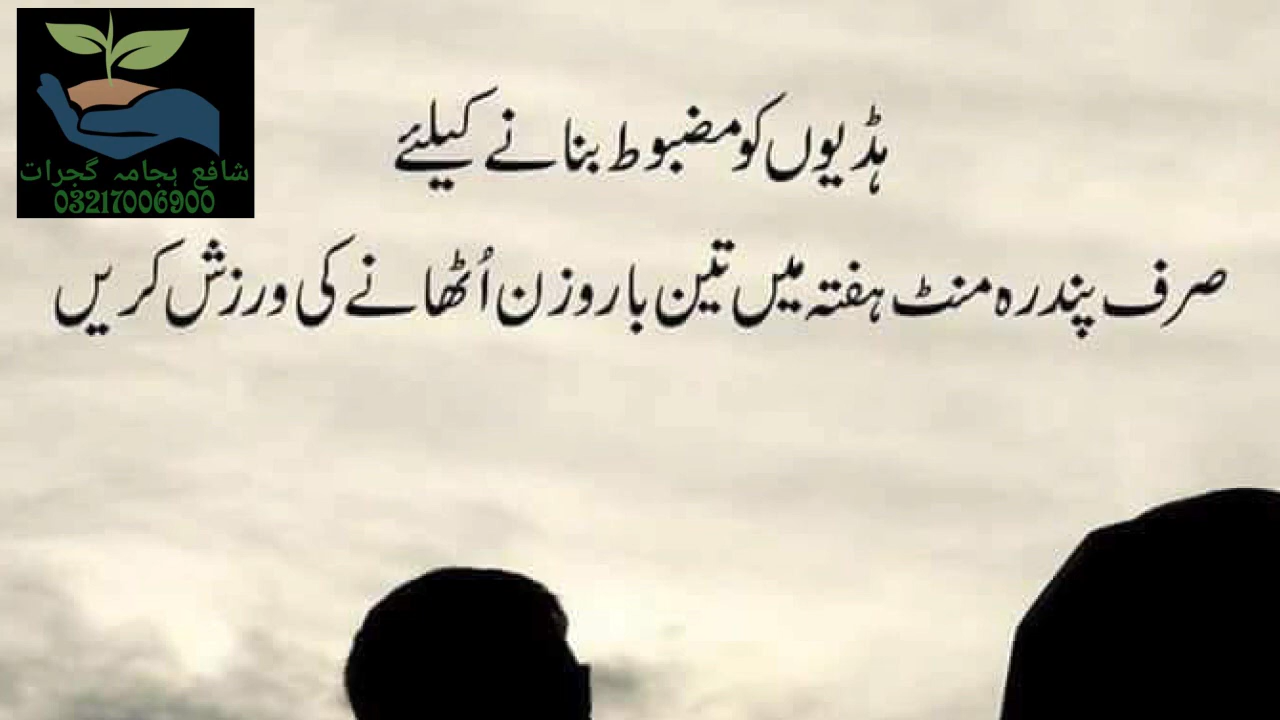 شافع ہجامہ گجرات
03217006900
ہڈیوں کو مضبوط بنانے کیلئے
صرف پندرہ منٹ ہفتہ میں تین بار وزن اُٹھانے کی ورزش کریں